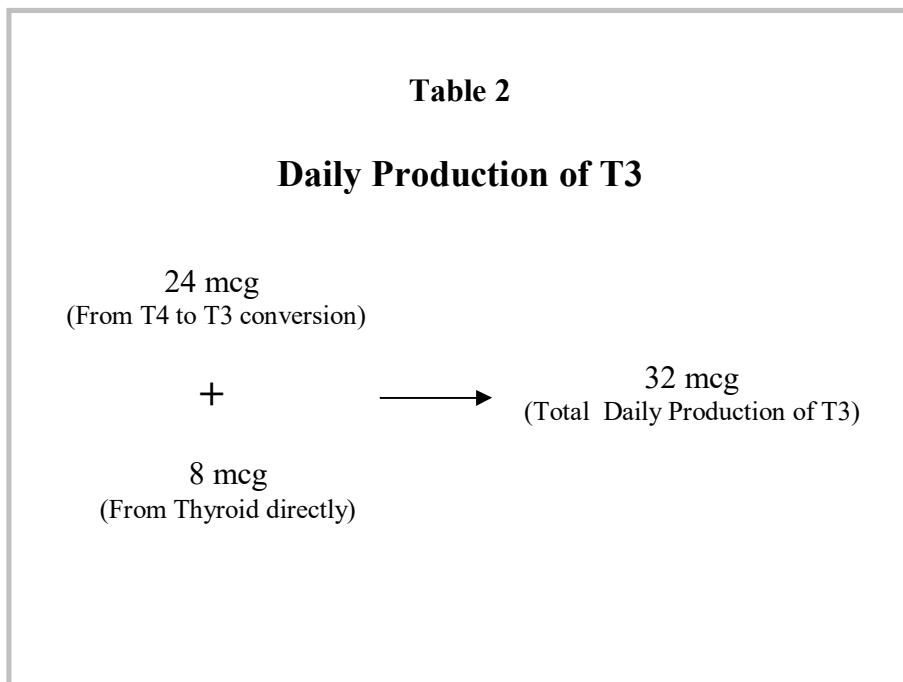 Table 2
Daily Production of T3
24 mcg
(From T4 to T3 conversion)
+
32 mcg
(Total Daily Production of T3)
8 mcg
(From Thyroid directly)